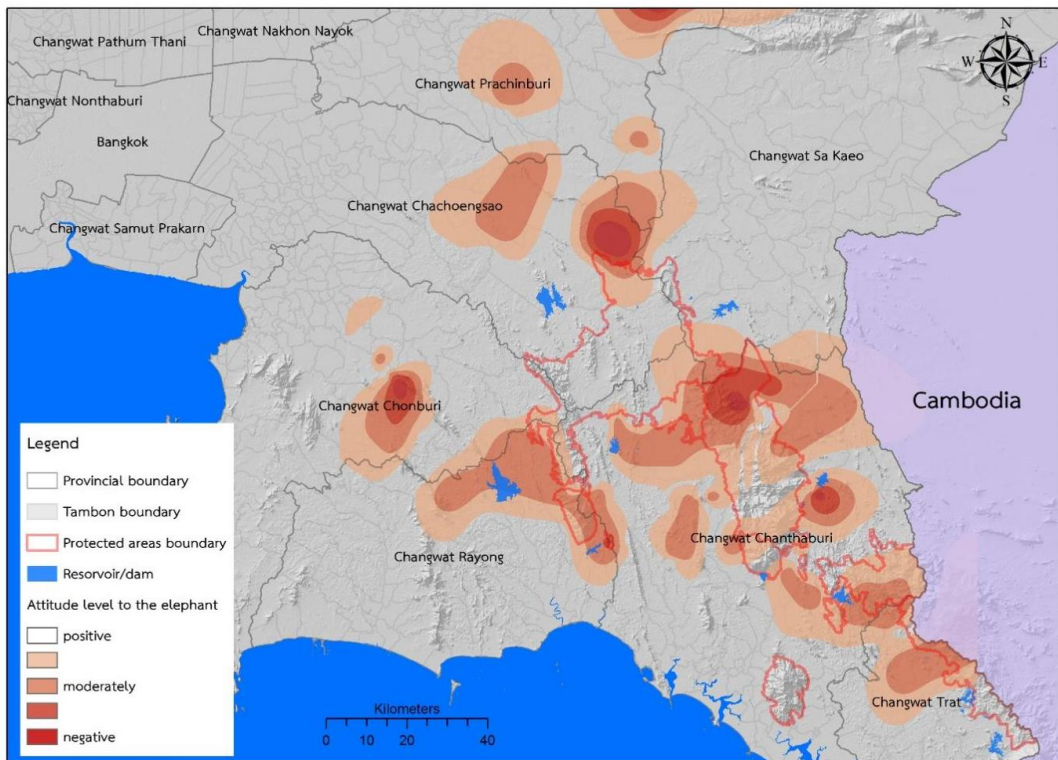 Changwat Nakhon Nayok
Changwat Pathum Thani
N
W E
S
Changwat Prachinburi
Changwat Nonthaburi
Bangkok
Changwat Sa Kaeo
Changwat Chachoengsao
Changwat Samut Prakarn
Cambodia
Changwat Chonburi
Legend
Provincial boundary
Tambon boundary
Protected areas boundary
Reservoir/dam
Attitude level to the elephant
positive
moderately
negative
Changwat Chanthaburi
Changwat Rayong
Changwat Trat
Kilometers
0 10 20 40